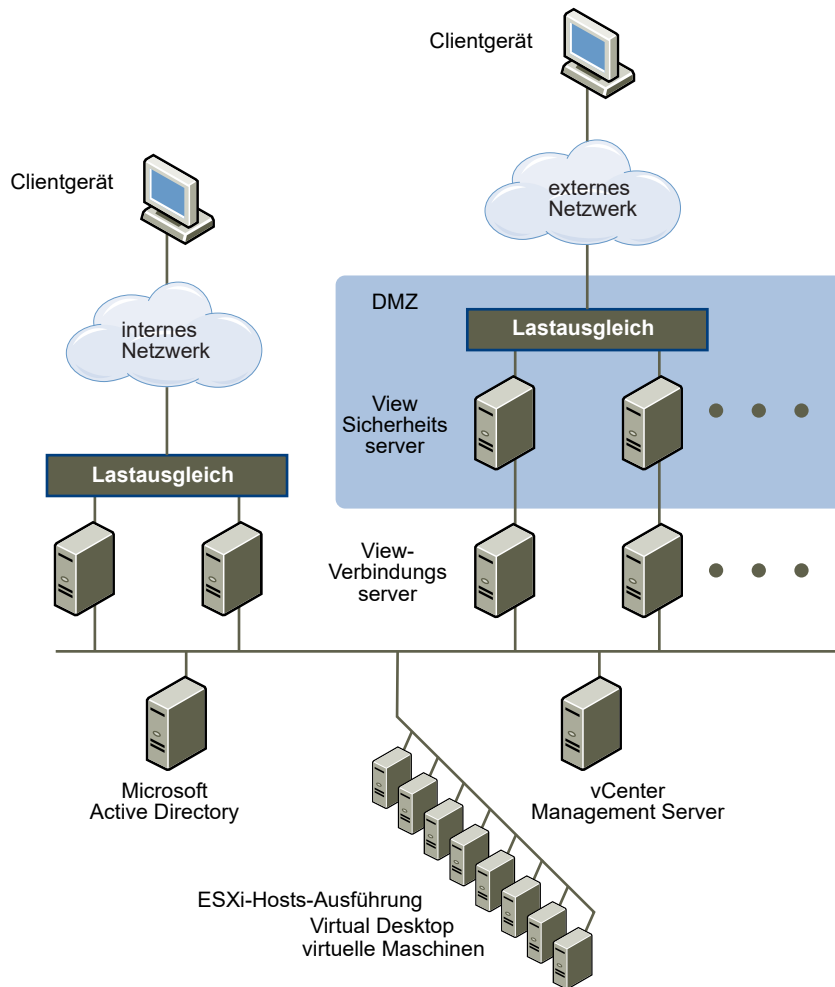 Clientgerät
Clientgerät
externes
Netzwerk
internes
Netzwerk
DMZ
Lastausgleich
View
Sicherheits
server
Lastausgleich
View-
Verbindungs
server
Microsoft
Active Directory
vCenter
Management Server
ESXi-Hosts-Ausführung
Virtual Desktop
virtuelle Maschinen